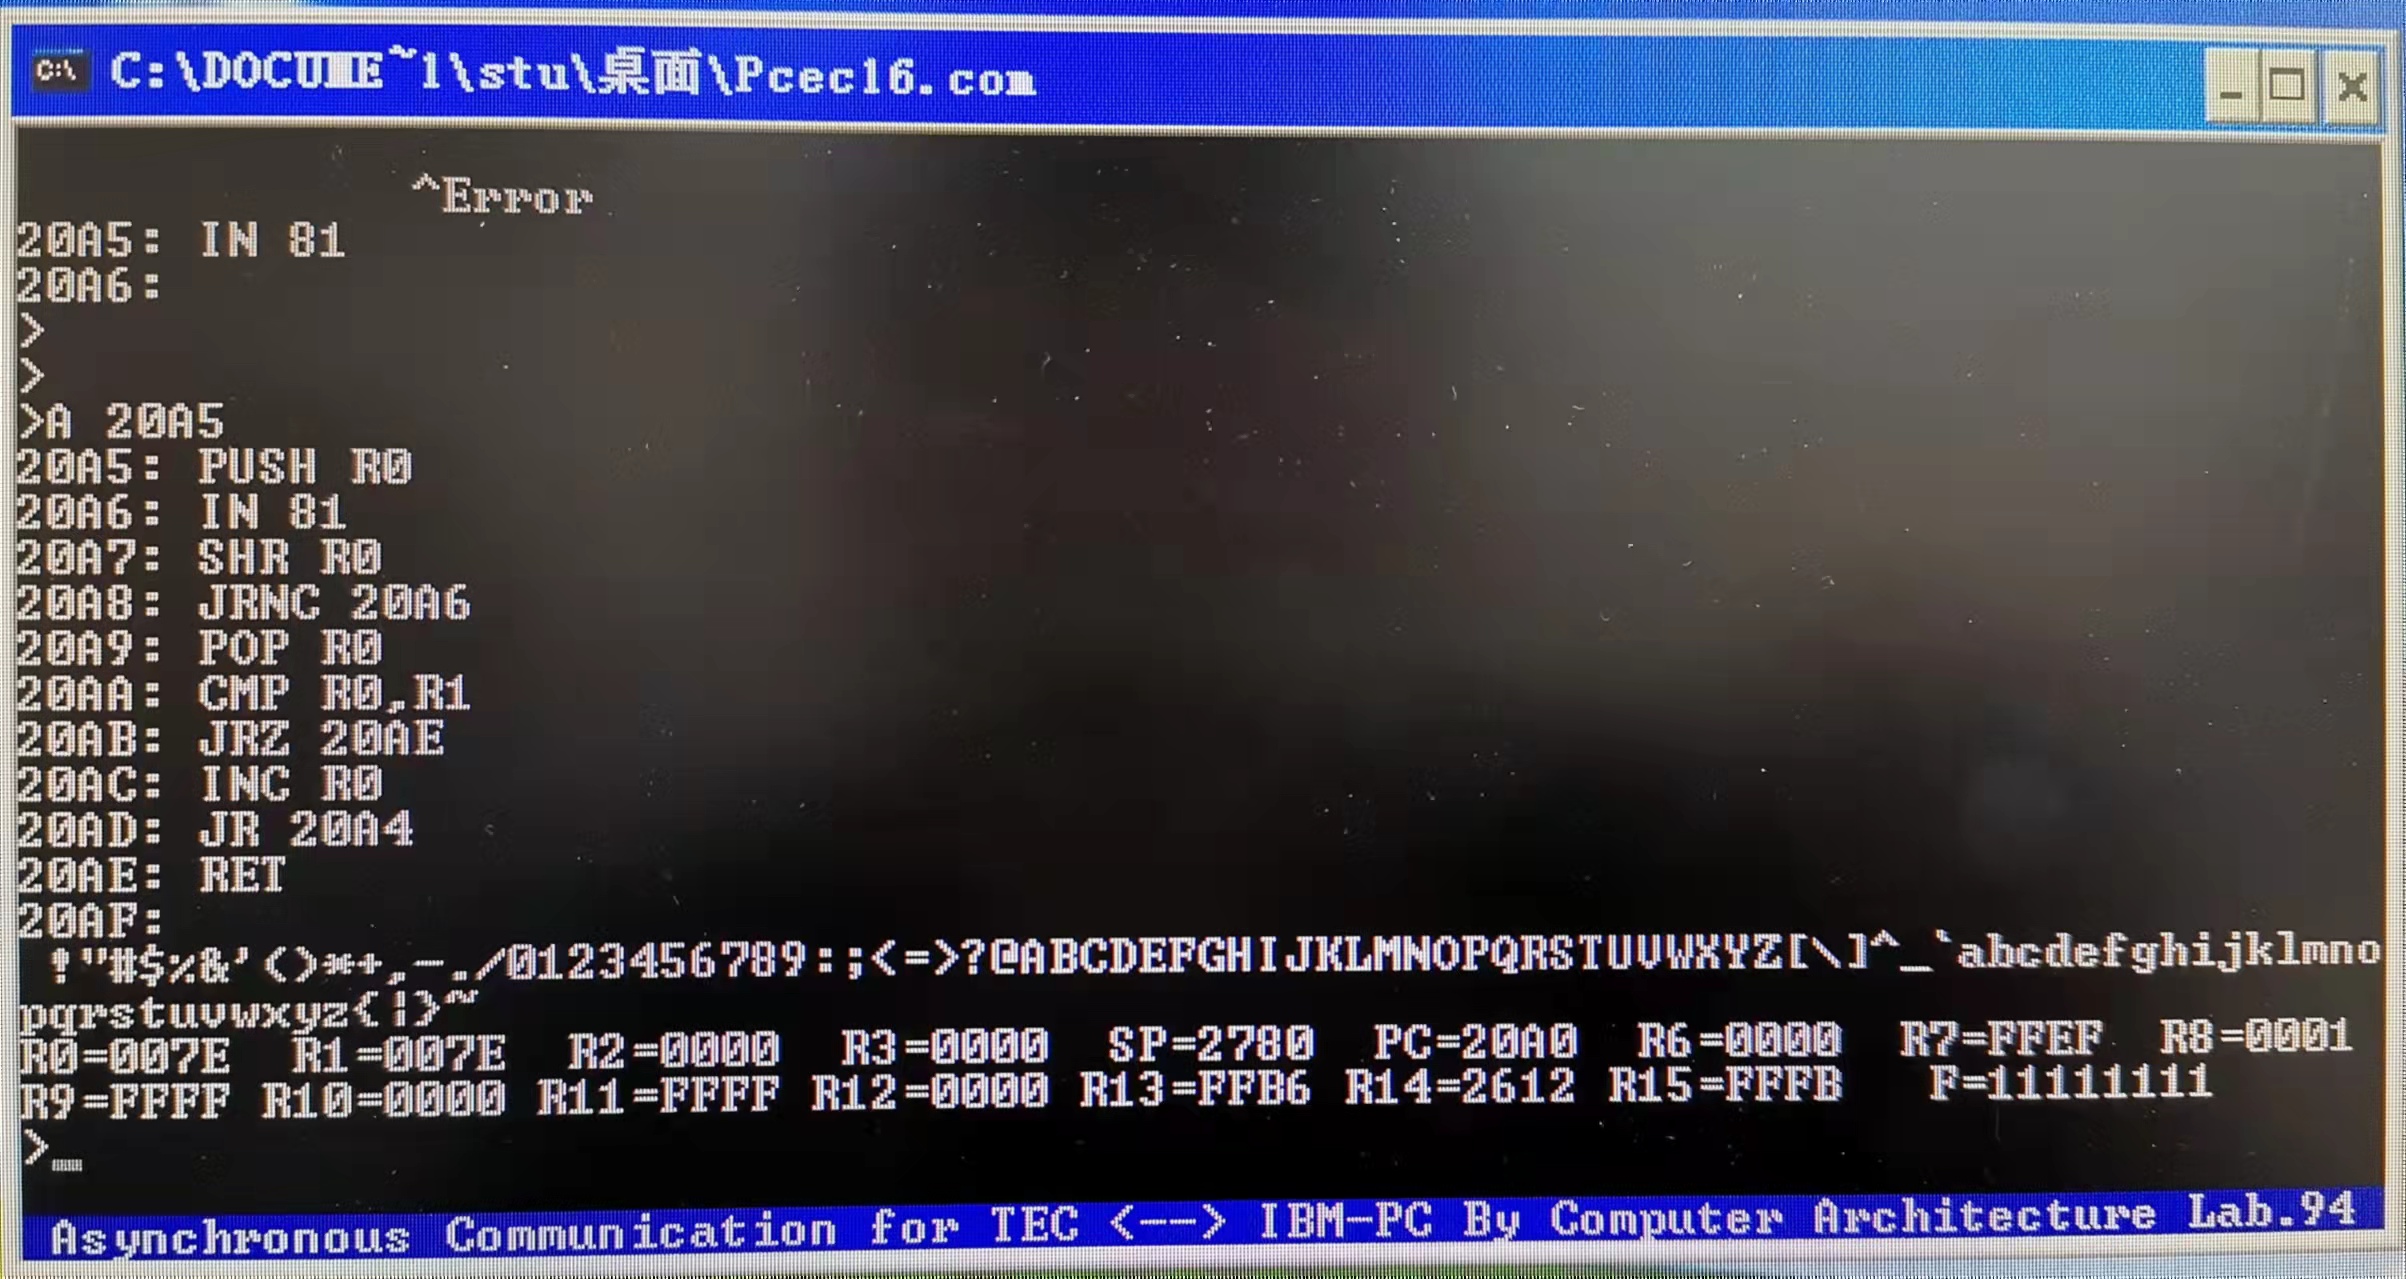 C:\DOCUME~1\stu\桌面\Pcec16.com
^Error
20A5: IN 81
20A6:
>
>
>A 20A5
20A5: PUSH R0
20A6: IN 81
20A7: SHR R0
20A8: JRNC 20A6
20A9: POP R0
20AA: CMP R0,R1
20AB: JRZ 20AE
20AC: INC R0
20AD: JR 20A4
20AE: RET
20AF:
 !"#$%&'()*+,-./0123456789:;<=>?@ABCDEFGHIJKLMNOPQRSTUVWXYZ[\]^_`abcdefghijklmno
pqrstuvwxyz{|}~
R0=007E R1=007E R2=0000 R3=0000 SP=2780 PC=20A0 R6=0000 R7=FFEF R8=0001
R9=FFFF R10=0000 R11=FFFF R12=0000 R13=FFB6 R14=2612 R15=FFFB F=11111111
>_
Asynchronous Communication for TEC <--> IBM-PC By Computer Architecture Lab.94